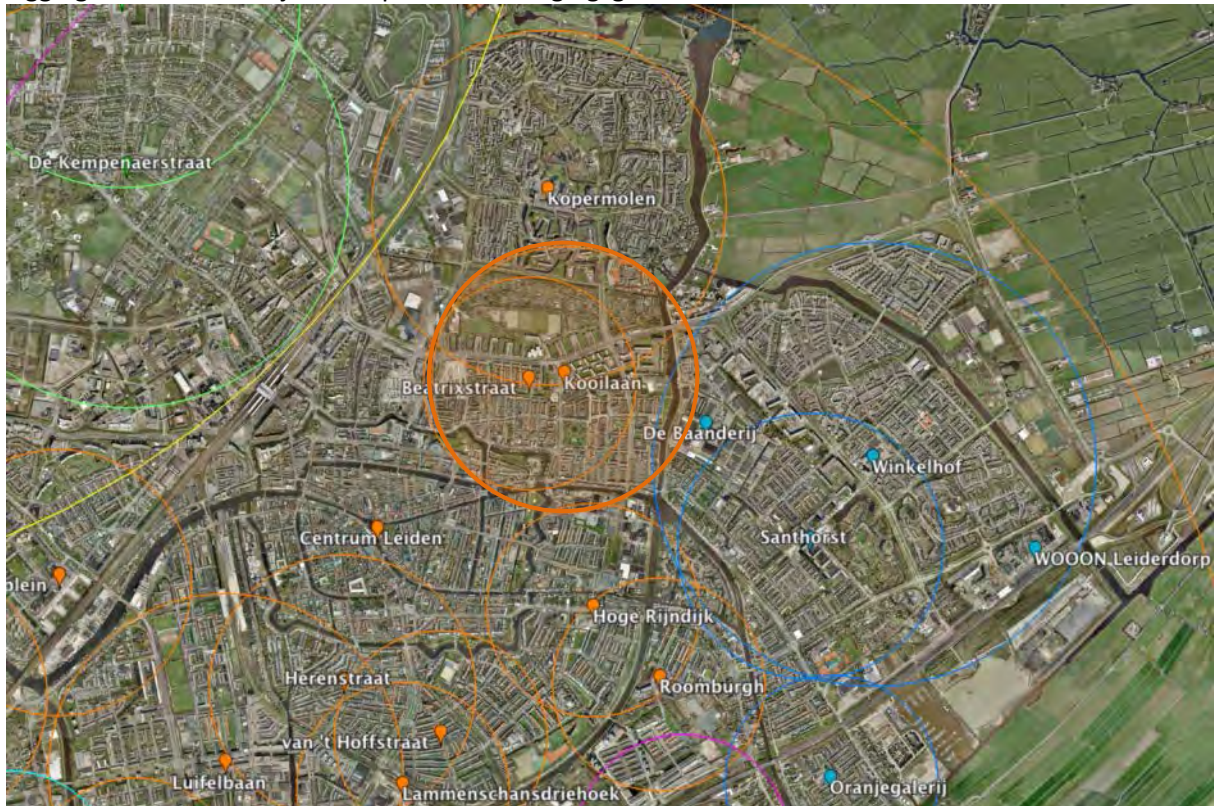 De Kempenaerstraat
Kopermolen
Beatrixstraat
Kooilaan
De Baanderij
Winkelhof
Centrum Leiden
Santhorst
WOOON Leiderdorp
plein
Hoge Rijndijk
Herenstraat
Roomburgh
van 't Hoffstraat
Luifelbaan
Lammenschansdriehoek
Oranjegalerij